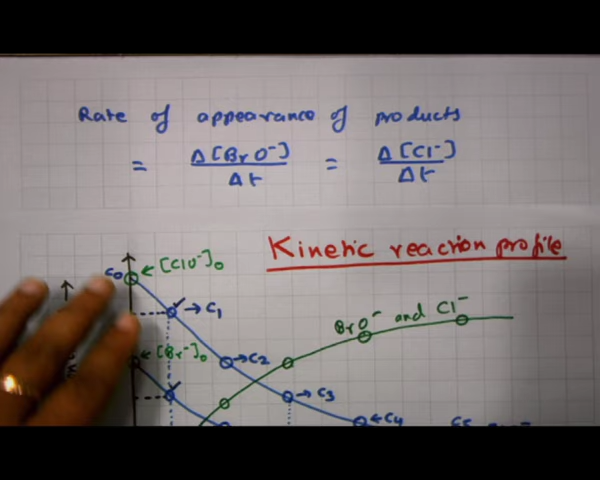 Rate of appearance of products
= Δ[BrO⁻]/Δt = Δ[Cl⁻]/Δt
Kinetic reaction profile
C₀ ← [ClO⁻]₀
→ C₁
BrO⁻ and Cl⁻
← [Br⁻]₀
→ C₂
→ C₃
← C₄